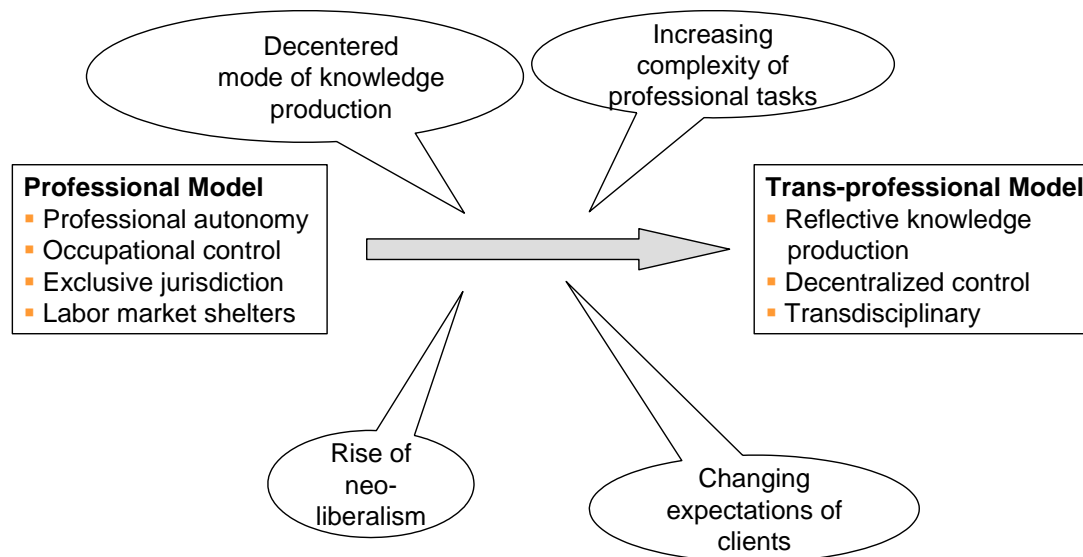 Decentered
mode of knowledge
production
Increasing
complexity of
professional tasks
Professional Model
▪ Professional autonomy
▪ Occupational control
▪ Exclusive jurisdiction
▪ Labor market shelters
Trans-professional Model
▪ Reflective knowledge
production
▪ Decentralized control
▪ Transdisciplinary
Rise of
neo-
liberalism
Changing
expectations of
clients